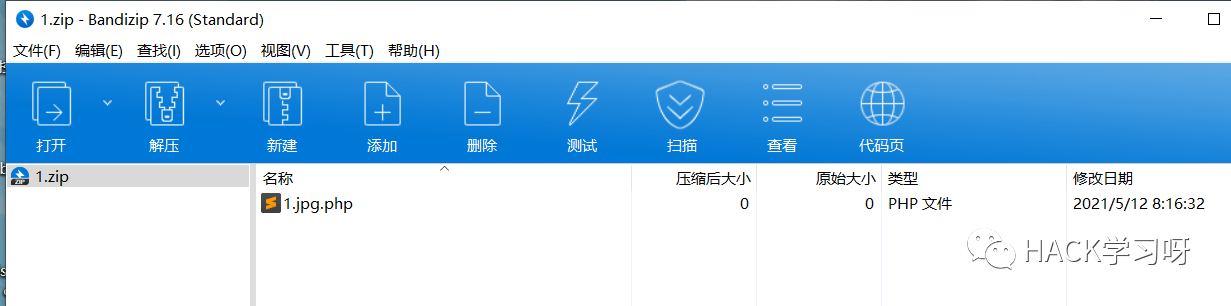 1.zip - Bandizip 7.16 (Standard)
文件(F) 编辑(E) 查找(I) 选项(O) 视图(V) 工具(T) 帮助(H)
打开 解压 新建 添加 删除 测试 扫描 查看 代码页
1.zip
名称 压缩后大小 原始大小 类型 修改日期
1.jpg.php 0 0 PHP 文件 2021/5/12 8:16:32
HACK学习呀